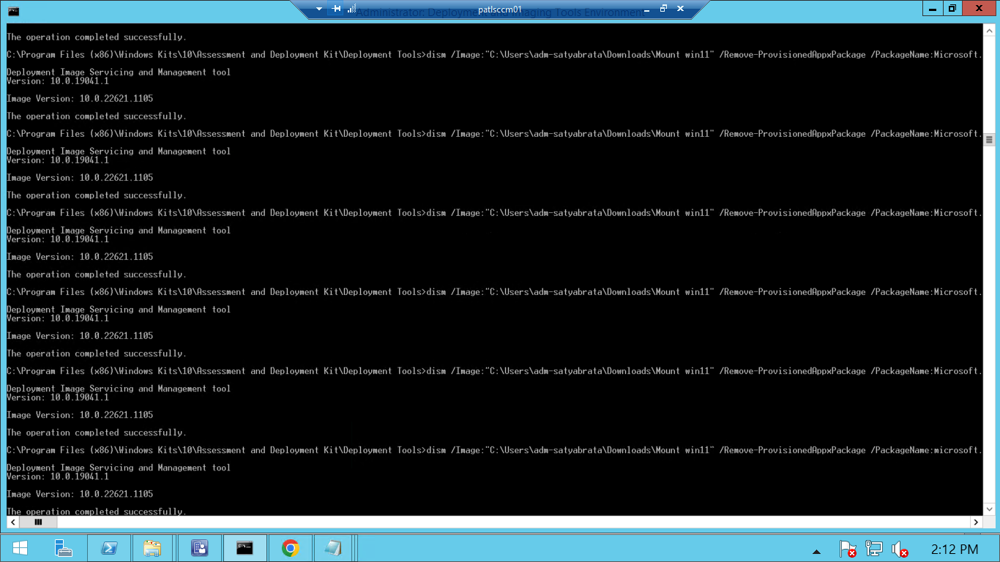 patlsccm01
Administrator: Deployment and Imaging Tools Environment
The operation completed successfully.
C:\Program Files (x86)\Windows Kits\10\Assessment and Deployment Kit\Deployment Tools>dism /Image:"C:\Users\adm-satyabrata\Downloads\Mount win11" /Remove-ProvisionedAppxPackage /PackageName:Microsoft.
Deployment Image Servicing and Management tool
Version: 10.0.19041.1
Image Version: 10.0.22621.1105
The operation completed successfully.
C:\Program Files (x86)\Windows Kits\10\Assessment and Deployment Kit\Deployment Tools>dism /Image:"C:\Users\adm-satyabrata\Downloads\Mount win11" /Remove-ProvisionedAppxPackage /PackageName:Microsoft.
Deployment Image Servicing and Management tool
Version: 10.0.19041.1
Image Version: 10.0.22621.1105
The operation completed successfully.
C:\Program Files (x86)\Windows Kits\10\Assessment and Deployment Kit\Deployment Tools>dism /Image:"C:\Users\adm-satyabrata\Downloads\Mount win11" /Remove-ProvisionedAppxPackage /PackageName:Microsoft.
Deployment Image Servicing and Management tool
Version: 10.0.19041.1
Image Version: 10.0.22621.1105
The operation completed successfully.
C:\Program Files (x86)\Windows Kits\10\Assessment and Deployment Kit\Deployment Tools>dism /Image:"C:\Users\adm-satyabrata\Downloads\Mount win11" /Remove-ProvisionedAppxPackage /PackageName:Microsoft.
Deployment Image Servicing and Management tool
Version: 10.0.19041.1
Image Version: 10.0.22621.1105
The operation completed successfully.
C:\Program Files (x86)\Windows Kits\10\Assessment and Deployment Kit\Deployment Tools>dism /Image:"C:\Users\adm-satyabrata\Downloads\Mount win11" /Remove-ProvisionedAppxPackage /PackageName:Microsoft.
Deployment Image Servicing and Management tool
Version: 10.0.19041.1
Image Version: 10.0.22621.1105
The operation completed successfully.
C:\Program Files (x86)\Windows Kits\10\Assessment and Deployment Kit\Deployment Tools>dism /Image:"C:\Users\adm-satyabrata\Downloads\Mount win11" /Remove-ProvisionedAppxPackage /PackageName:microsoft.
Deployment Image Servicing and Management tool
Version: 10.0.19041.1
Image Version: 10.0.22621.1105
The operation completed successfully.
2:12 PM